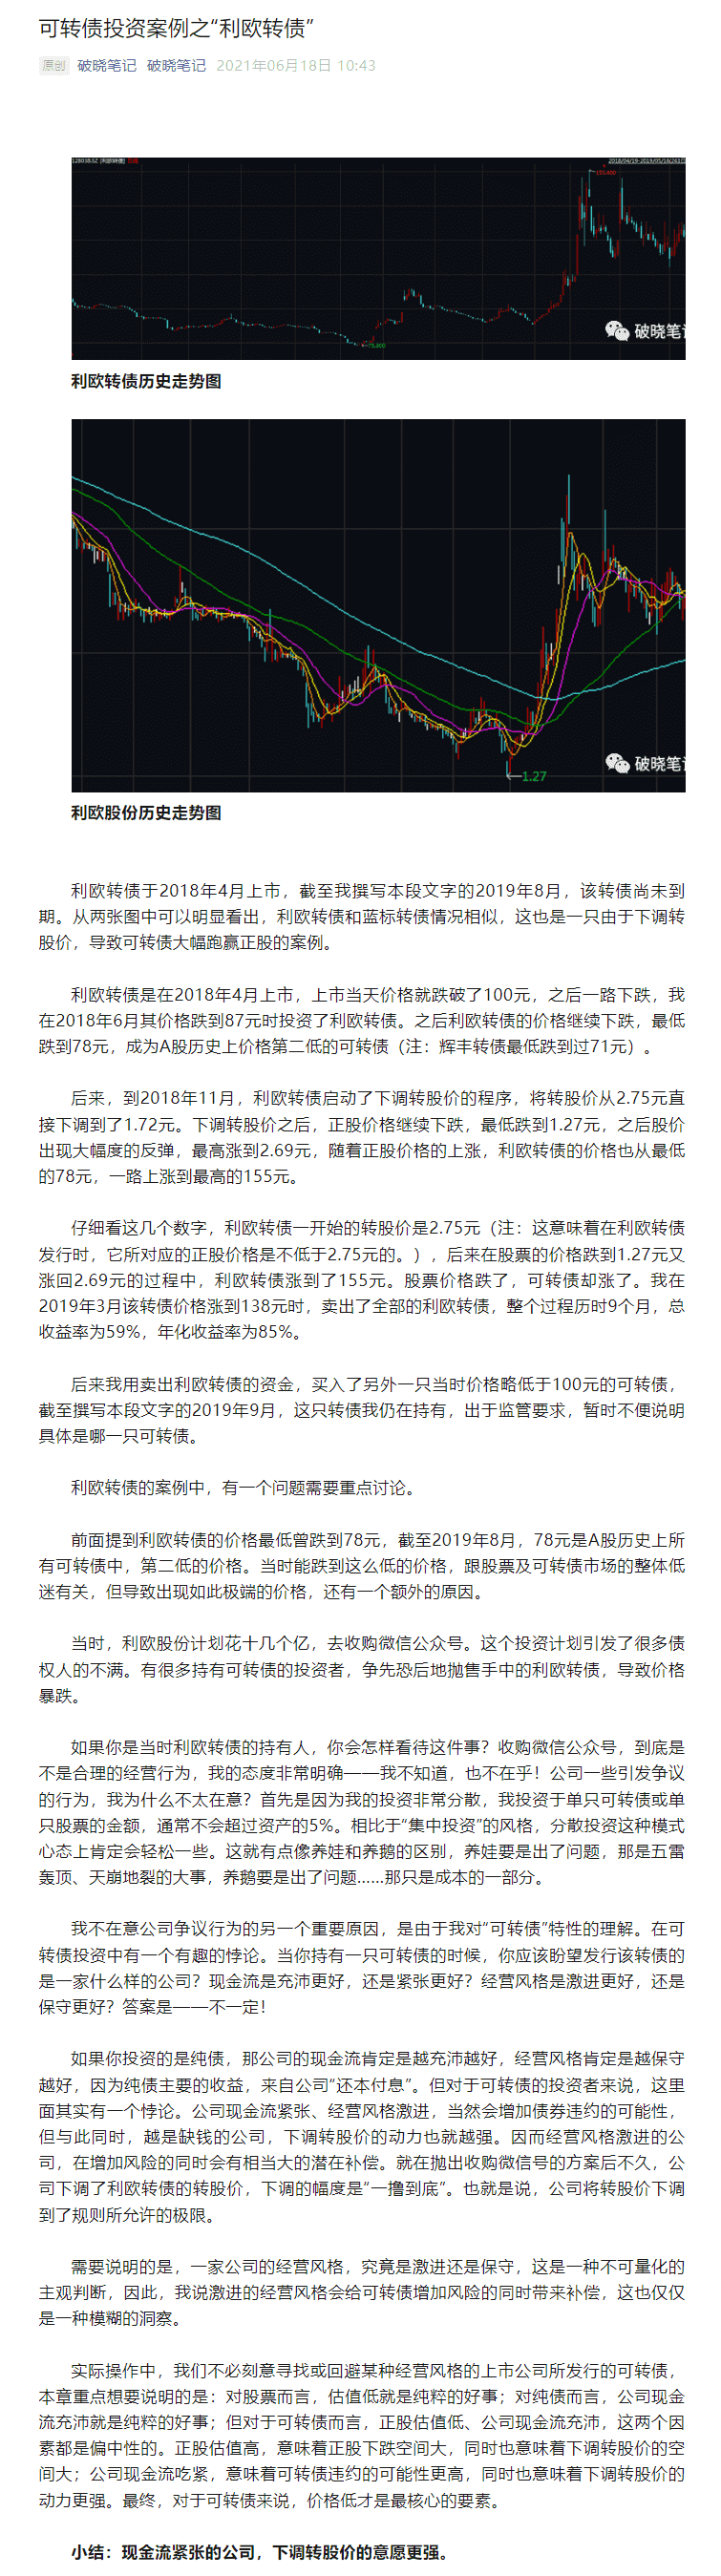 可转债投资案例之“利欧转债”
原创 破晓笔记 破晓笔记 2021年06月18日 10:43
破晓笔记
利欧转债历史走势图
1.27
破晓笔记
利欧股份历史走势图
利欧转债于2018年4月上市，截至我撰写本段文字的2019年8月，该转债尚未到
期。从两张图中可以明显看出，利欧转债和蓝标转债情况相似，这也是一只由于下调转
股价，导致可转债大幅跑赢正股的案例。
利欧转债是在2018年4月上市，上市当天价格就跌破了100元，之后一路下跌，我
在2018年6月其价格跌到87元时投资了利欧转债。之后利欧转债的价格继续下跌，最低
跌到78元，成为A股历史上价格第二低的可转债（注：辉丰转债最低跌到过71元）。
后来，到2018年11月，利欧转债启动了下调转股价的程序，将转股价从2.75元直
接下调到了1.72元。下调转股价之后，正股价格继续下跌，最低跌到1.27元，之后股价
出现大幅度的反弹，最高涨到2.69元，随着正股价格的上涨，利欧转债的价格也从最低
的78元，一路上涨到最高的155元。
仔细看这几个数字，利欧转债一开始的转股价是2.75元（注：这意味着在利欧转债
发行时，它所对应的正股价格是不低于2.75元的。），后来在股票的价格跌到1.27元又
涨回2.69元的过程中，利欧转债涨到了155元。股票价格跌了，可转债却涨了。我在
2019年3月该转债价格涨到138元时，卖出了全部的利欧转债，整个过程历时9个月，总
收益率为59%，年化收益率为85%。
后来我用卖出利欧转债的资金，买入了另外一只当时价格略低于100元的可转债，
截至撰写本段文字的2019年9月，这只转债我仍在持有，出于监管要求，暂时不便说明
具体是哪一只可转债。
利欧转债的案例中，有一个问题需要重点讨论。
前面提到利欧转债的价格最低曾跌到78元，截至2019年8月，78元是A股历史上所
有可转债中，第二低的价格。当时能跌到这么低的价格，跟股票及可转债市场的整体低
迷有关，但导致出现如此极端的价格，还有一个额外的原因。
当时，利欧股份计划花十几个亿，去收购微信公众号。这个投资计划引发了很多债
权人的不满。有很多持有可转债的投资者，争先恐后地抛售手中的利欧转债，导致价格
暴跌。
如果你是当时利欧转债的持有人，你会怎样看待这件事？收购微信公众号，到底是
不是合理的经营行为，我的态度非常明确——我不知道，也不在乎！公司一些引发争议
的行为，我为什么不太在意？首先是因为我的投资非常分散，我投资于单只可转债或单
只股票的金额，通常不会超过资产的5%。相比于“集中投资”的风格，分散投资这种模式
心态上肯定会轻松一些。这就有点像养娃和养鹅的区别，养娃要是出了问题，那是五雷
轰顶、天崩地裂的大事，养鹅要是出了问题……那只是成本的一部分。
我不在意公司争议行为的另一个重要原因，是由于我对“可转债”特性的理解。在可
转债投资中有一个有趣的悖论。当你持有一只可转债的时候，你应该盼望发行该转债的
是一家什么样的公司？现金流是充沛更好，还是紧张更好？经营风格是激进更好，还是
保守更好？答案是——不一定！
如果你投资的是纯债，那公司的现金流肯定是越充沛越好，经营风格肯定是越保守
越好，因为纯债主要的收益，来自公司“还本付息”。但对于可转债的投资者来说，这里
面其实有一个悖论。公司现金流紧张、经营风格激进，当然会增加债券违约的可能性，
但与此同时，越是缺钱的公司，下调转股价的动力也就越强。因而经营风格激进的公
司，在增加风险的同时会有相当大的潜在补偿。就在抛出收购微信号的方案后不久，公
司下调了利欧转债的转股价，下调的幅度是“一撸到底”。也就是说，公司将转股价下调
到了规则所允许的极限。
需要说明的是，一家公司的经营风格，究竟是激进还是保守，这是一种不可量化的
主观判断，因此，我说激进的经营风格会给可转债增加风险的同时带来补偿，这也仅仅
是一种模糊的洞察。
实际操作中，我们不必刻意寻找或回避某种经营风格的上市公司所发行的可转债，
本章重点想要说明的是：对股票而言，估值低就是纯粹的好事；对纯债而言，公司现金
流充沛就是纯粹的好事；但对于可转债而言，正股估值低、公司现金流充沛，这两个因
素都是偏中性的。正股估值高，意味着正股下跌空间大，同时也意味着下调转股价的空
间大；公司现金流吃紧，意味着可转债违约的可能性更高，同时也意味着下调转股价的
动力更强。最终，对于可转债来说，价格低才是最核心的要素。
小结：现金流紧张的公司，下调转股价的意愿更强。